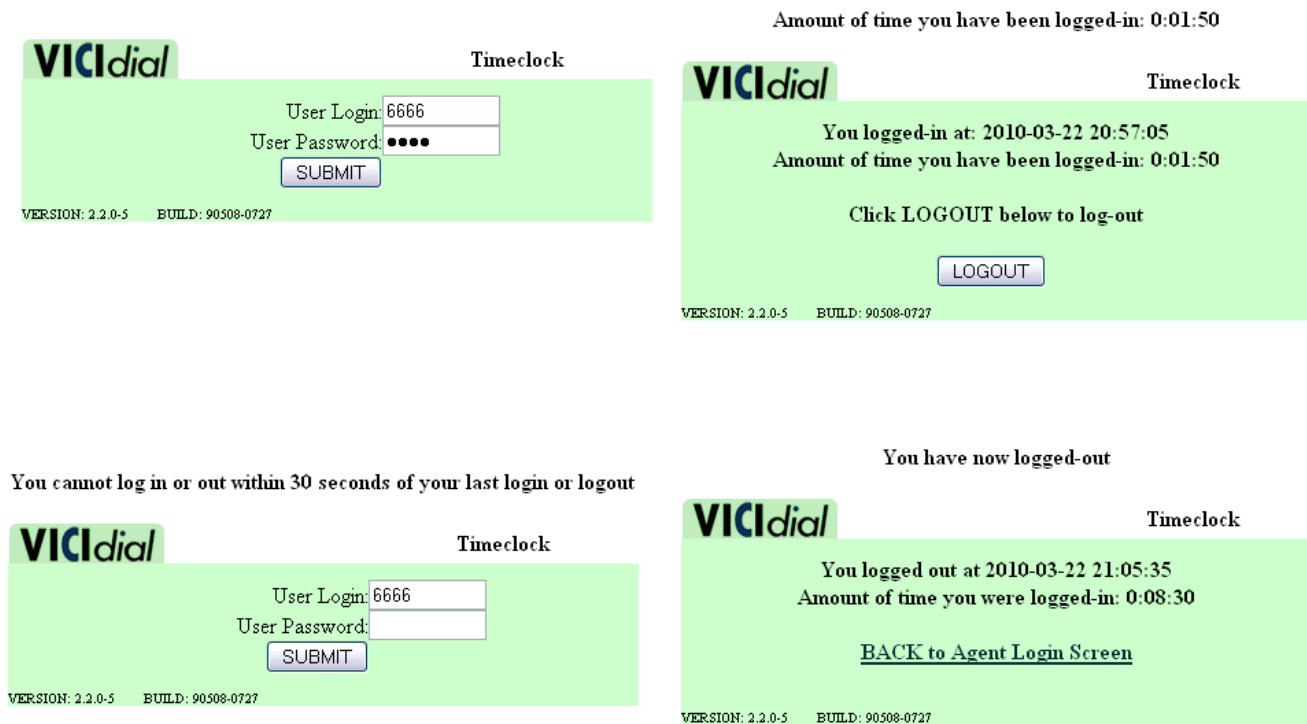 VICIdial
Timeclock
User Login: 6666
User Password: ●●●●
SUBMIT
VERSION: 2.2.0-5 BUILD: 90508-0727
Amount of time you have been logged-in: 0:01:50
VICIdial
Timeclock
You logged-in at: 2010-03-22 20:57:05
Amount of time you have been logged-in: 0:01:50
Click LOGOUT below to log-out
LOGOUT
VERSION: 2.2.0-5 BUILD: 90508-0727
You cannot log in or out within 30 seconds of your last login or logout
VICIdial
Timeclock
User Login: 6666
User Password:
SUBMIT
VERSION: 2.2.0-5 BUILD: 90508-0727
You have now logged-out
VICIdial
Timeclock
You logged out at 2010-03-22 21:05:35
Amount of time you were logged-in: 0:08:30
BACK to Agent Login Screen
VERSION: 2.2.0-5 BUILD: 90508-0727